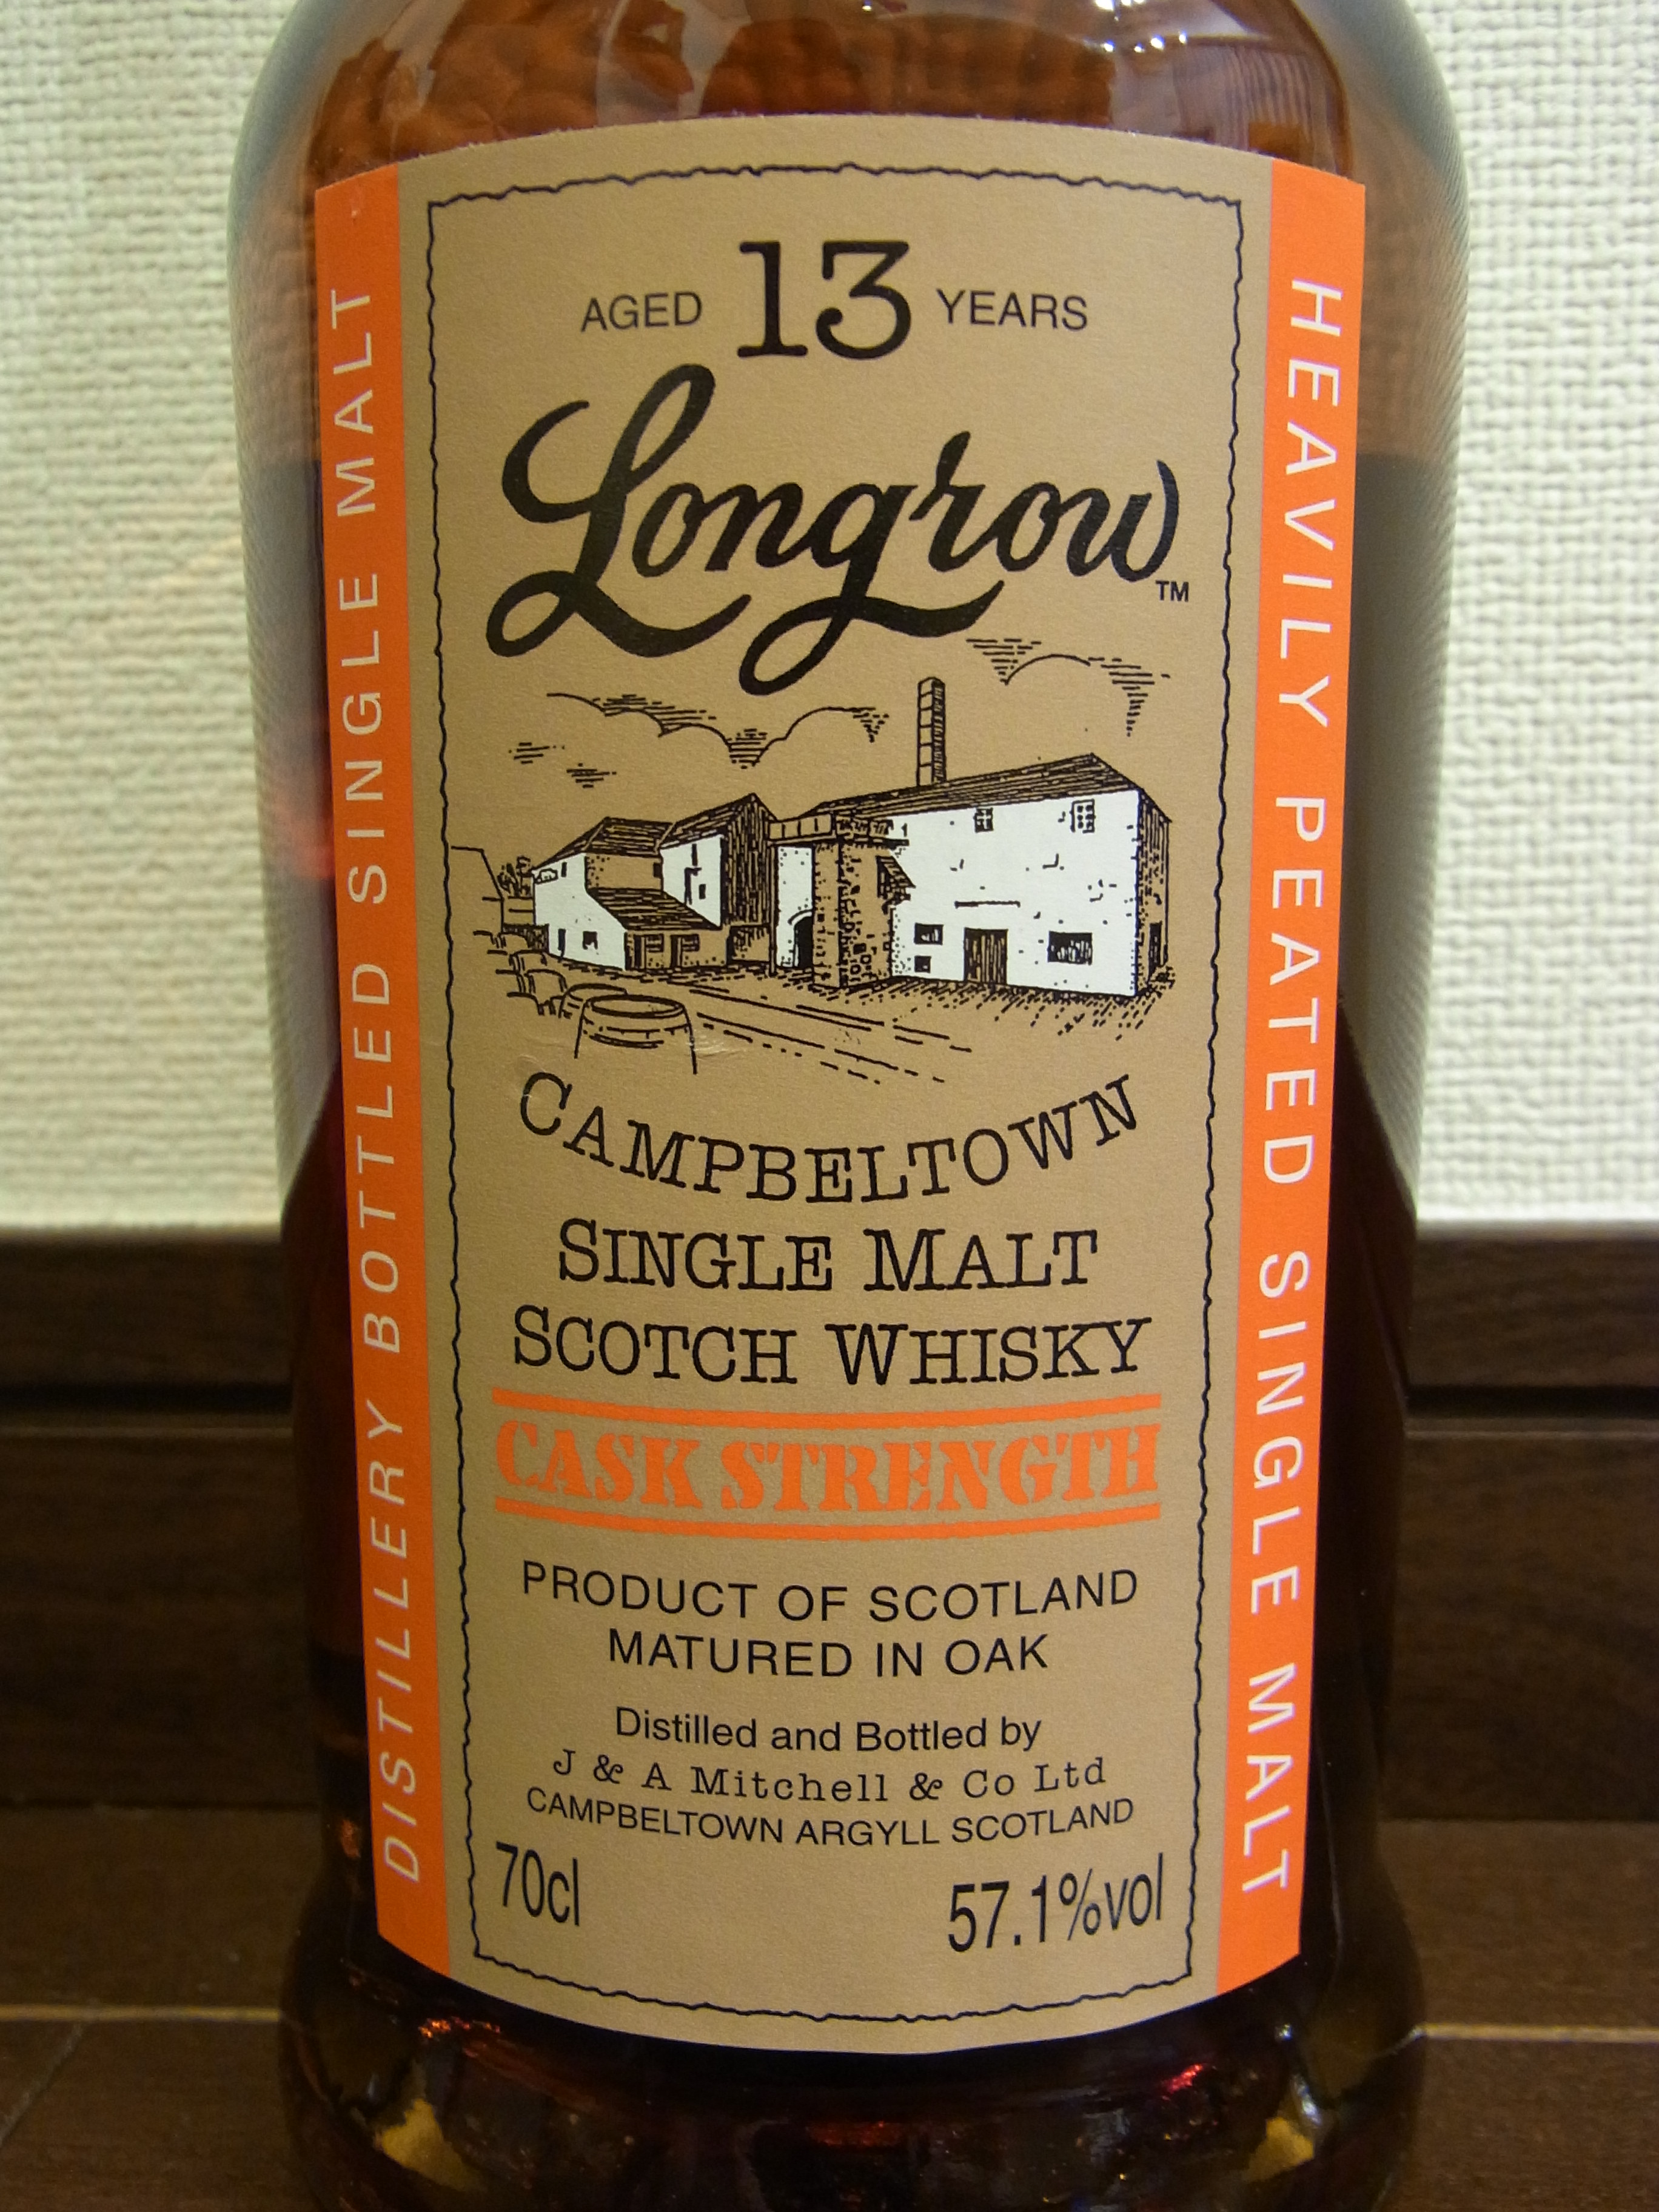 AGED 13 YEARS
Longrow™
CAMPBELTOWN
SINGLE MALT
SCOTCH WHISKY
CASK STRENGTH
PRODUCT OF SCOTLAND
MATURED IN OAK
Distilled and Bottled by
J & A Mitchell & Co Ltd
CAMPBELTOWN ARGYLL SCOTLAND
70cl 57.1%vol
DISTILLERY BOTTLED SINGLE MALT
HEAVILY PEATED SINGLE MALT